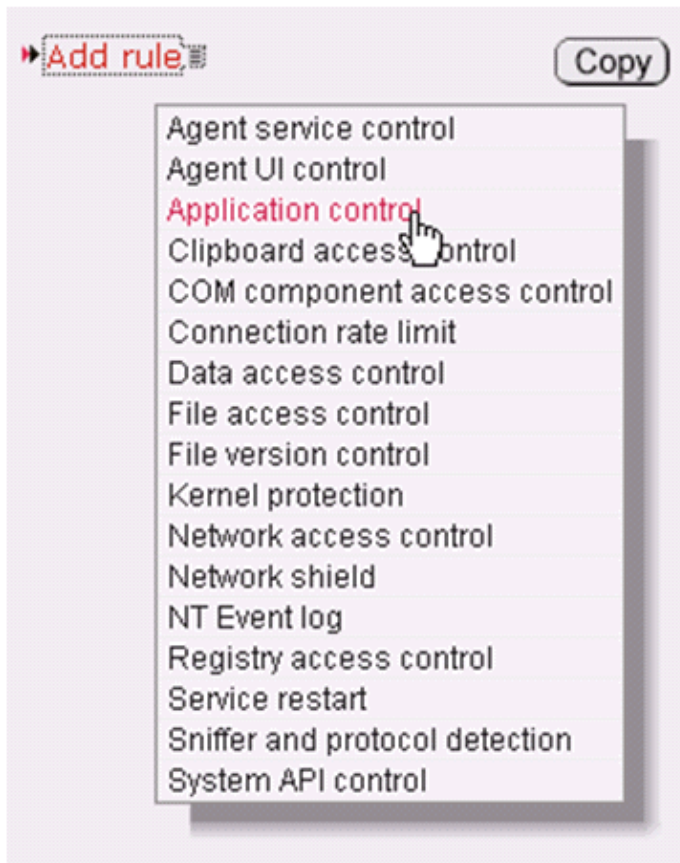 Add rule
Copy
Agent service control
Agent UI control
Application control
Clipboard access control
COM component access control
Connection rate limit
Data access control
File access control
File version control
Kernel protection
Network access control
Network shield
NT Event log
Registry access control
Service restart
Sniffer and protocol detection
System API control